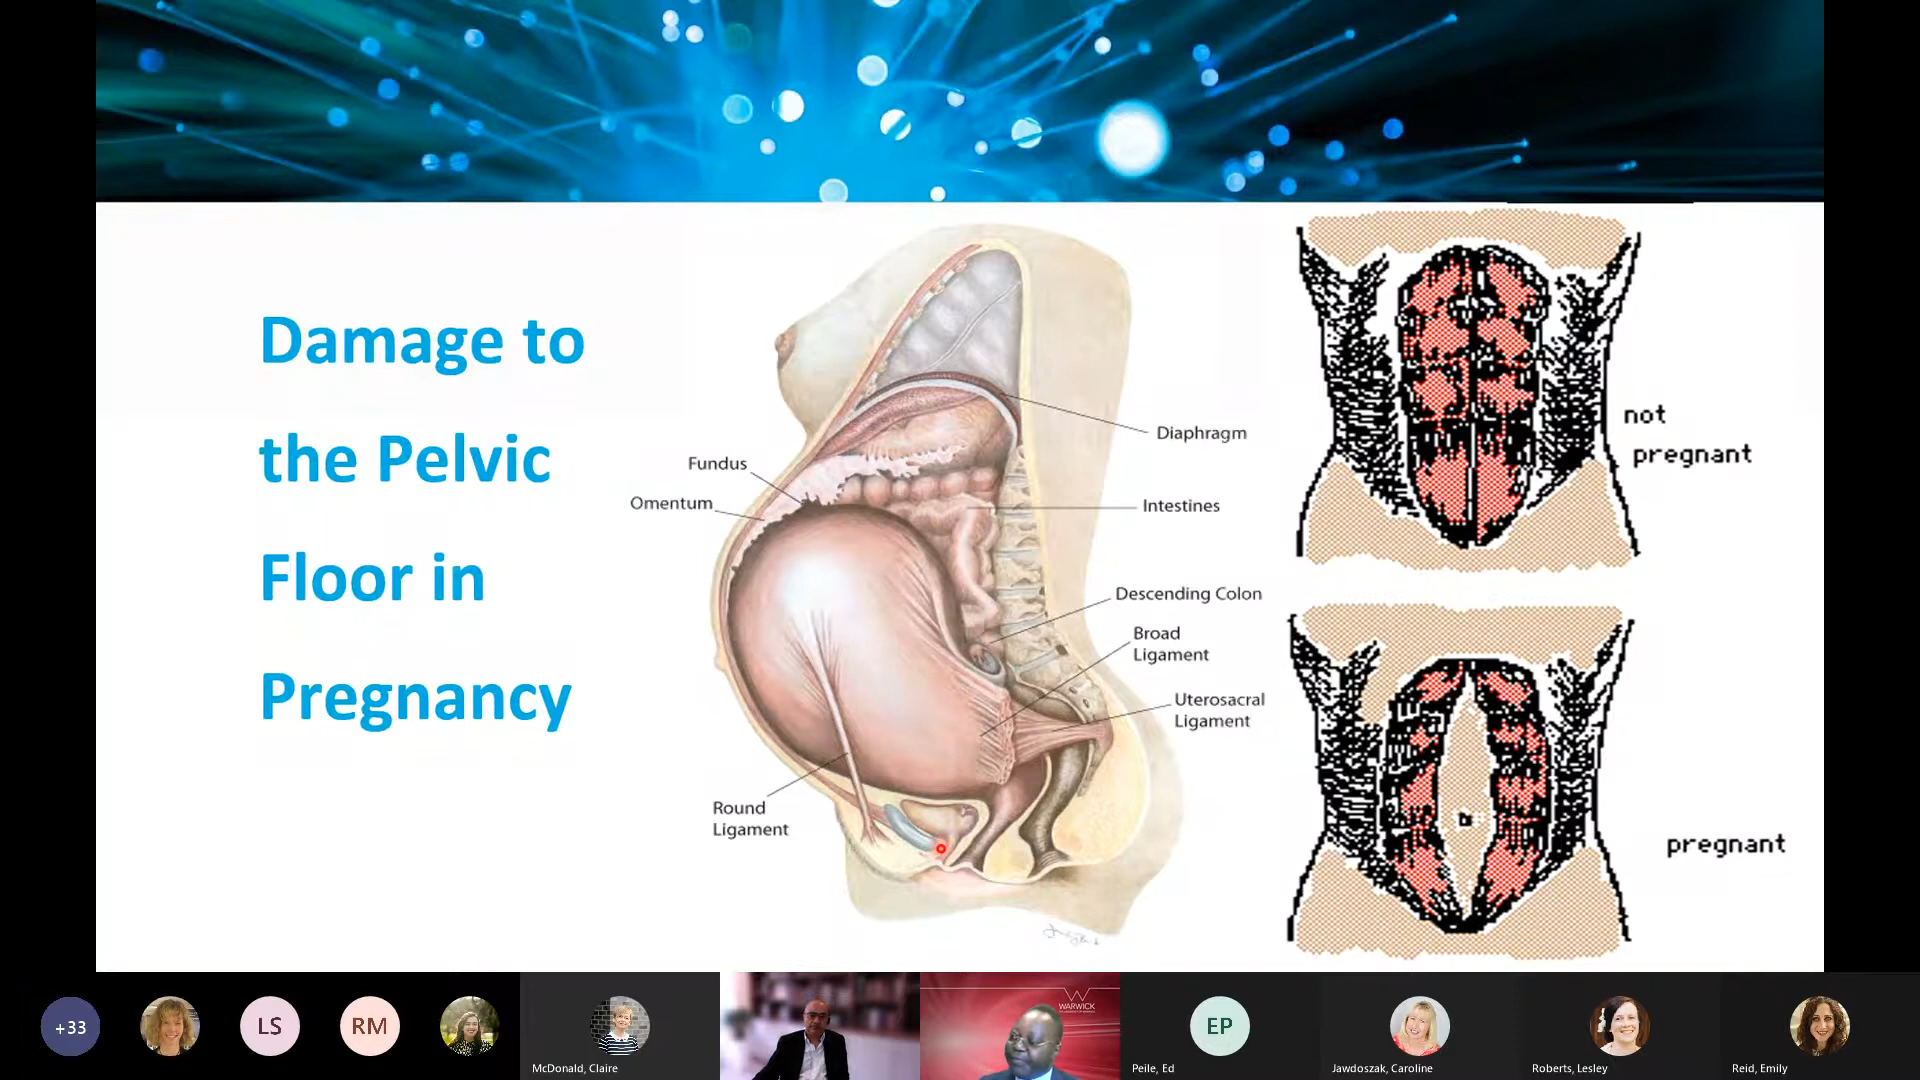 Damage to
the Pelvic
Floor in
Pregnancy
Fundus
Omentum
Round
Ligament
Diaphragm
Intestines
Descending Colon
Broad
Ligament
Uterosacral
Ligament
not
pregnant
pregnant
+33
LS
RM
McDonald, Claire
WARWICK
EP
Peile, Ed
Jawdoszak, Caroline
Roberts, Lesley
Reid, Emily